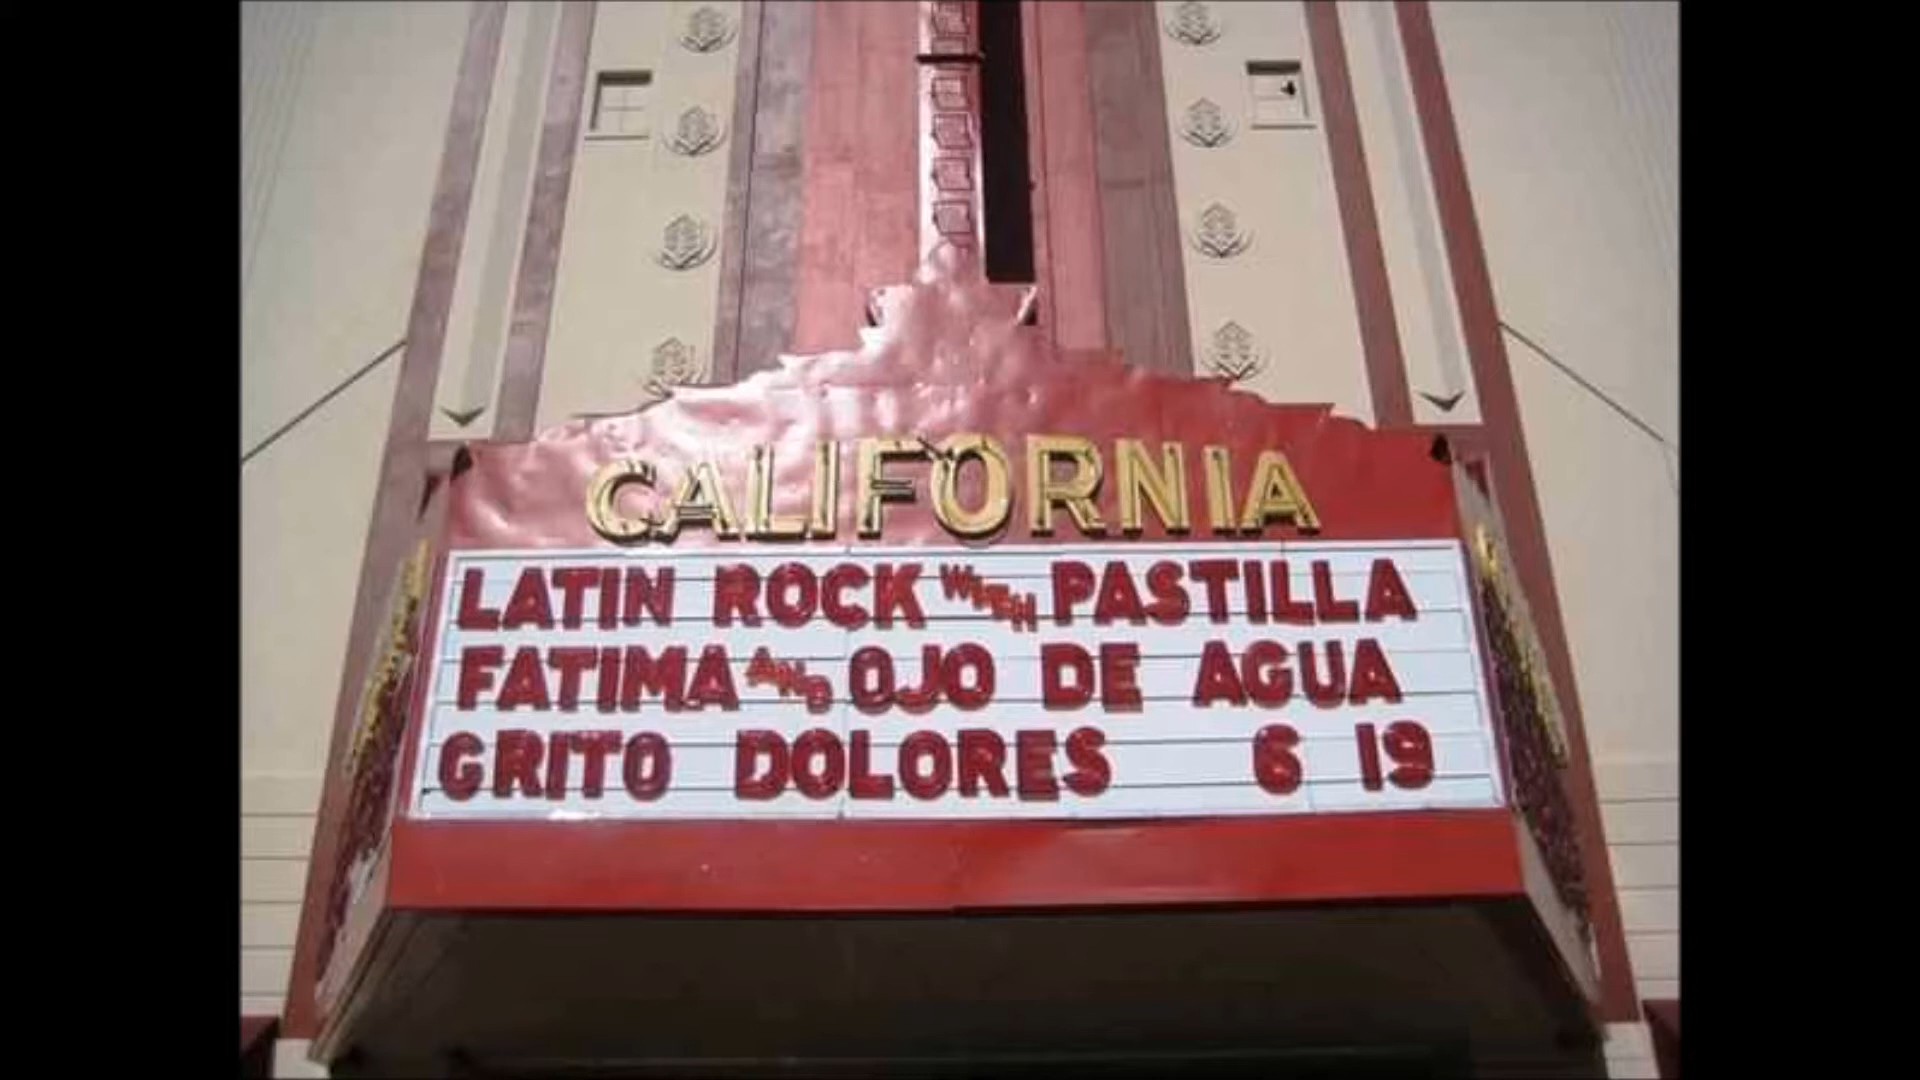 CALIFORNIA
LATIN ROCK WITH PASTILLA
FATIMA AND OJO DE AGUA
GRITO DOLORES 6 19